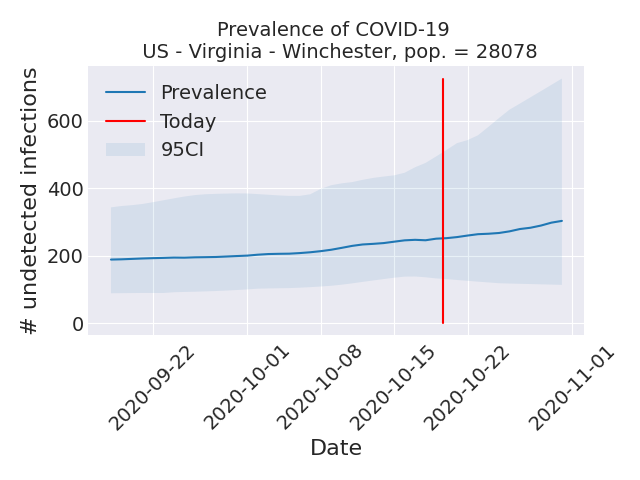 Prevalence of COVID-19
US - Virginia - Winchester, pop. = 28078
# undetected infections
600
400
200
0
Prevalence
Today
95CI
2020-09-22
2020-10-01
2020-10-08
2020-10-15
2020-10-22
2020-11-01
Date